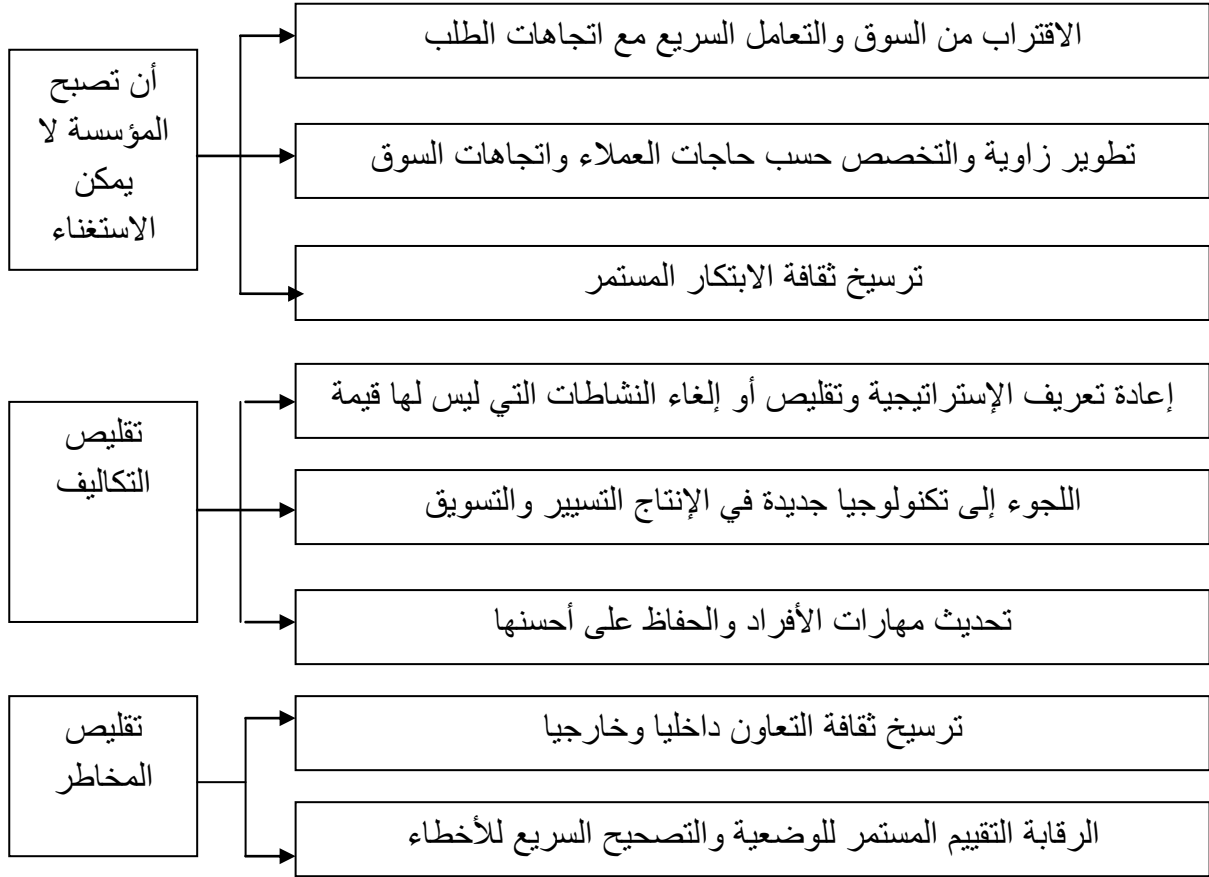 أن تصبح
المؤسسة لا
يمكن
الاستغناء
الاقتراب من السوق والتعامل السريع مع اتجاهات الطلب
تطوير زاوية والتخصص حسب حاجات العملاء واتجاهات السوق
ترسيخ ثقافة الابتكار المستمر
تقليص
التكاليف
إعادة تعريف الإستراتيجية وتقليص أو إلغاء النشاطات التي ليس لها قيمة
اللجوء إلى تكنولوجيا جديدة في الإنتاج التسيير والتسويق
تحديث مهارات الأفراد والحفاظ على أحسنها
تقليص
المخاطر
ترسيخ ثقافة التعاون داخليا وخارجيا
الرقابة التقييم المستمر للوضعية والتصحيح السريع للأخطاء